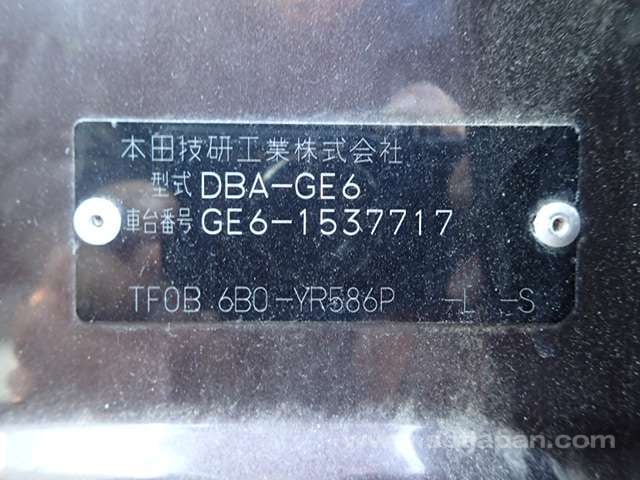 本田技研工業株式会社
型式 DBA-GE6
車台番号 GE6-1537717
TF0B 6B0-YR586P -L -S